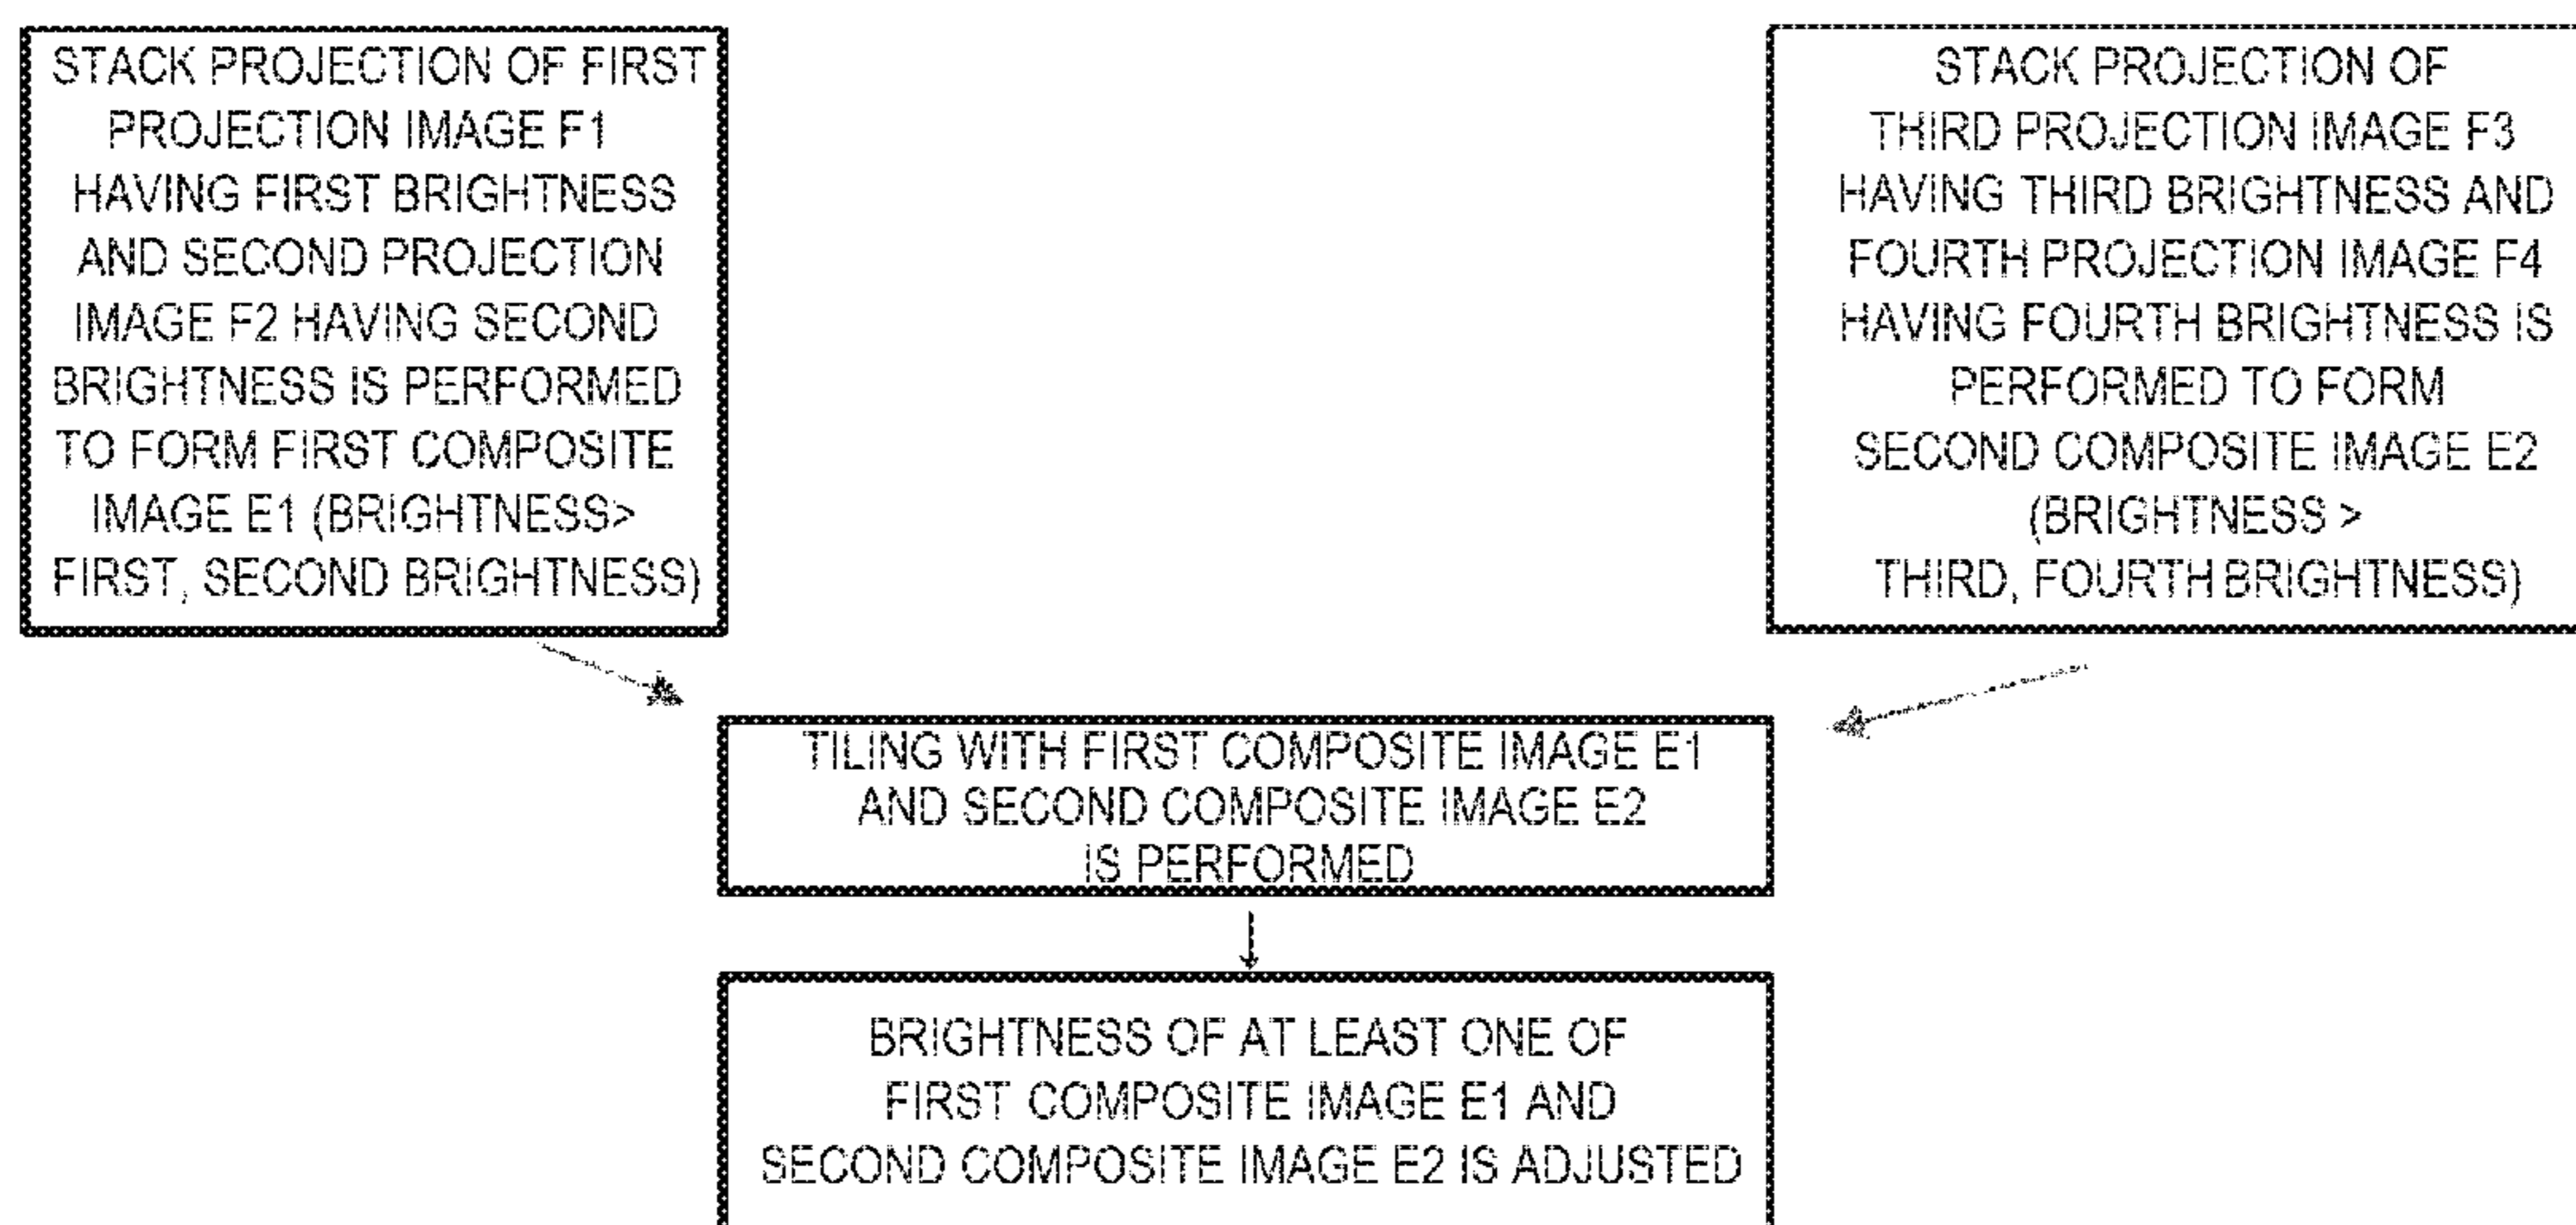 STACK PROJECTION OF FIRST
PROJECTION IMAGE F1
HAVING FIRST BRIGHTNESS
AND SECOND PROJECTION
IMAGE F2 HAVING SECOND
BRIGHTNESS IS PERFORMED
TO FORM FIRST COMPOSITE
IMAGE E1 (BRIGHTNESS>
FIRST, SECOND BRIGHTNESS)
STACK PROJECTION OF
THIRD PROJECTION IMAGE F3
HAVING THIRD BRIGHTNESS AND
FOURTH PROJECTION IMAGE F4
HAVING FOURTH BRIGHTNESS IS
PERFORMED TO FORM
SECOND COMPOSITE IMAGE E2
(BRIGHTNESS >
THIRD, FOURTH BRIGHTNESS)
TILING WITH FIRST COMPOSITE IMAGE E1
AND SECOND COMPOSITE IMAGE E2
IS PERFORMED
BRIGHTNESS OF AT LEAST ONE OF
FIRST COMPOSITE IMAGE E1 AND
SECOND COMPOSITE IMAGE E2 IS ADJUSTED